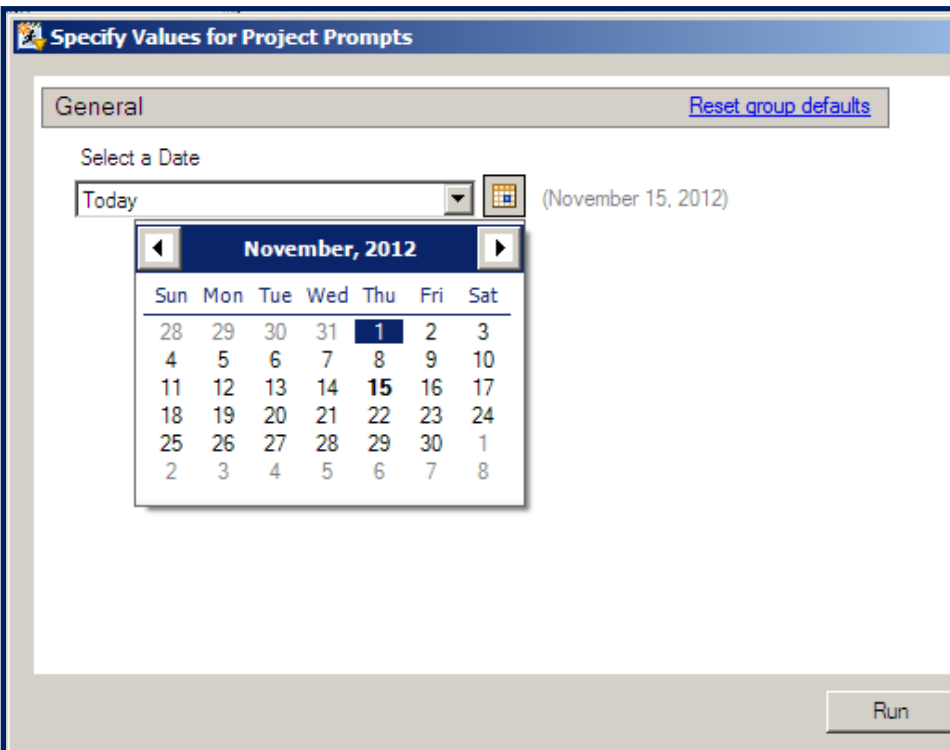 Specify Values for Project Prompts
General Reset group defaults
Select a Date
Today (November 15, 2012)
November, 2012
Sun Mon Tue Wed Thu Fri Sat
28 29 30 31 1 2 3
4 5 6 7 8 9 10
11 12 13 14 15 16 17
18 19 20 21 22 23 24
25 26 27 28 29 30 1
2 3 4 5 6 7 8
Run